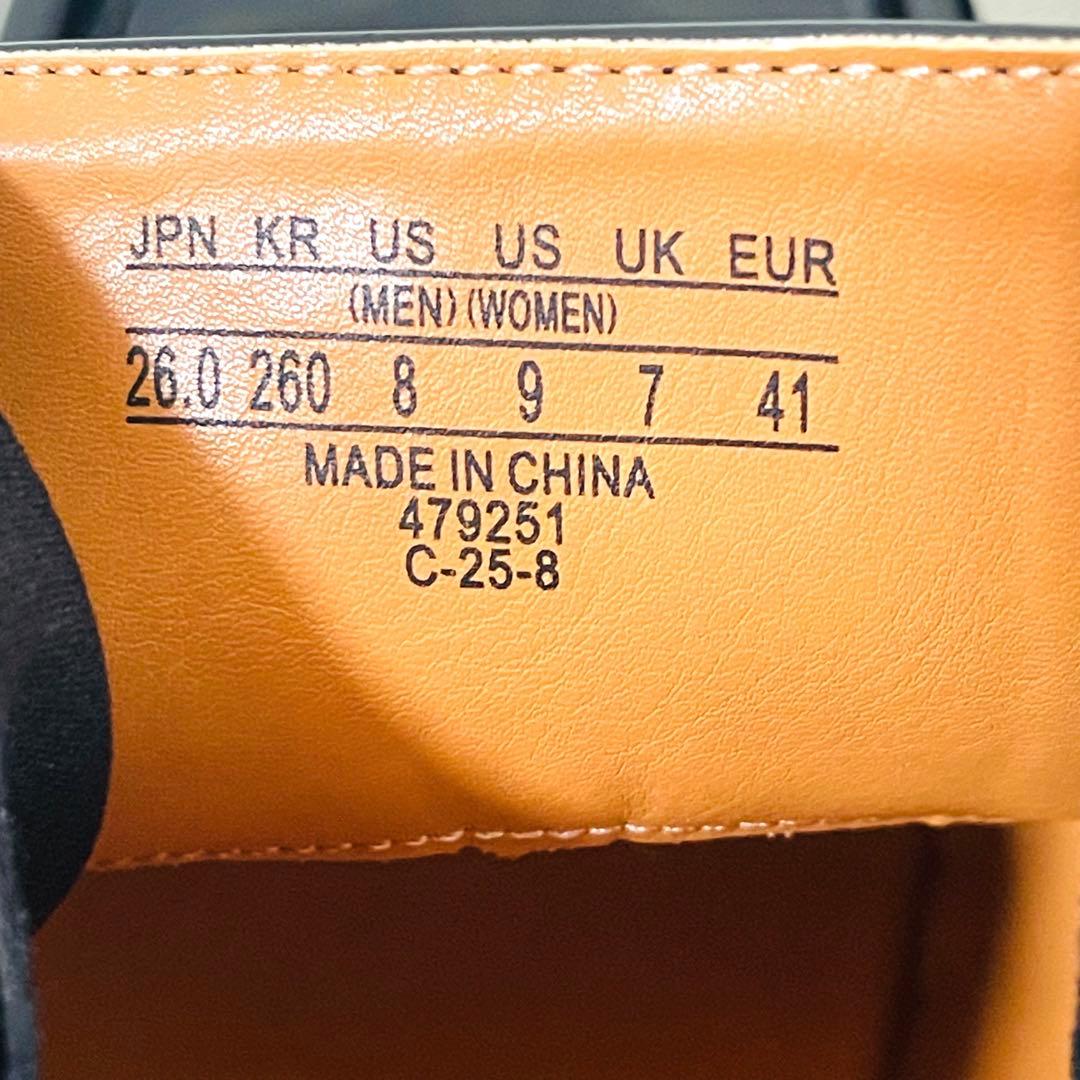 JPN KR US US UK EUR
(MEN) (WOMEN)
26.0 260 8 9 7 41
MADE IN CHINA
479251
C-25-8